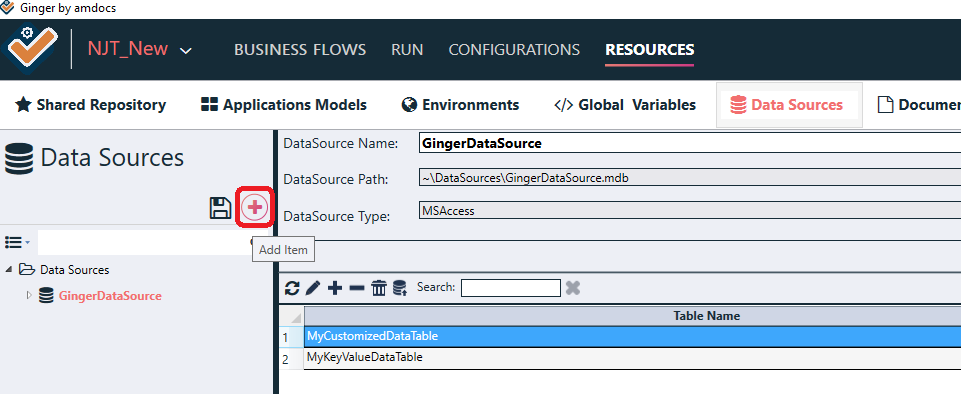 Ginger by amdocs
NJT_New BUSINESS FLOWS RUN CONFIGURATIONS RESOURCES
Shared Repository Applications Models Environments </> Global Variables Data Sources Documen
Data Sources
DataSource Name: GingerDataSource
DataSource Path: ~\DataSources\GingerDataSource.mdb
DataSource Type: MSAccess
Add Item
Data Sources
GingerDataSource
Search:
Table Name
1 MyCustomizedDataTable
2 MyKeyValueDataTable